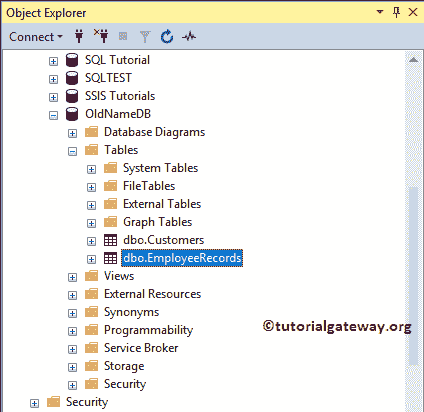 Object Explorer
Connect
SQL Tutorial
SQLTEST
SSIS Tutorials
OldNameDB
Database Diagrams
Tables
System Tables
FileTables
External Tables
Graph Tables
dbo.Customers
dbo.EmployeeRecords
Views
External Resources
Synonyms
©tutorialgateway.org
Programmability
Service Broker
Storage
Security
Security